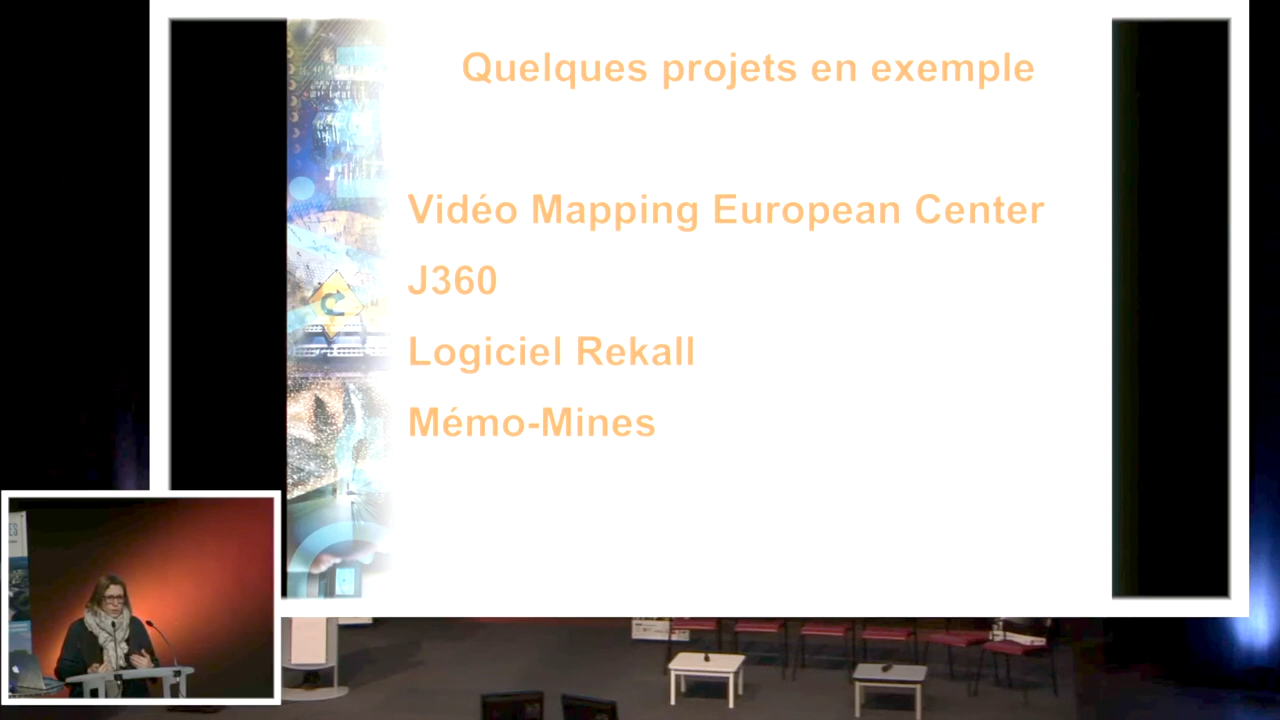 Quelques projets en exemple
Vidéo Mapping European Center
J360
Logiciel Rekall
Mémo-Mines